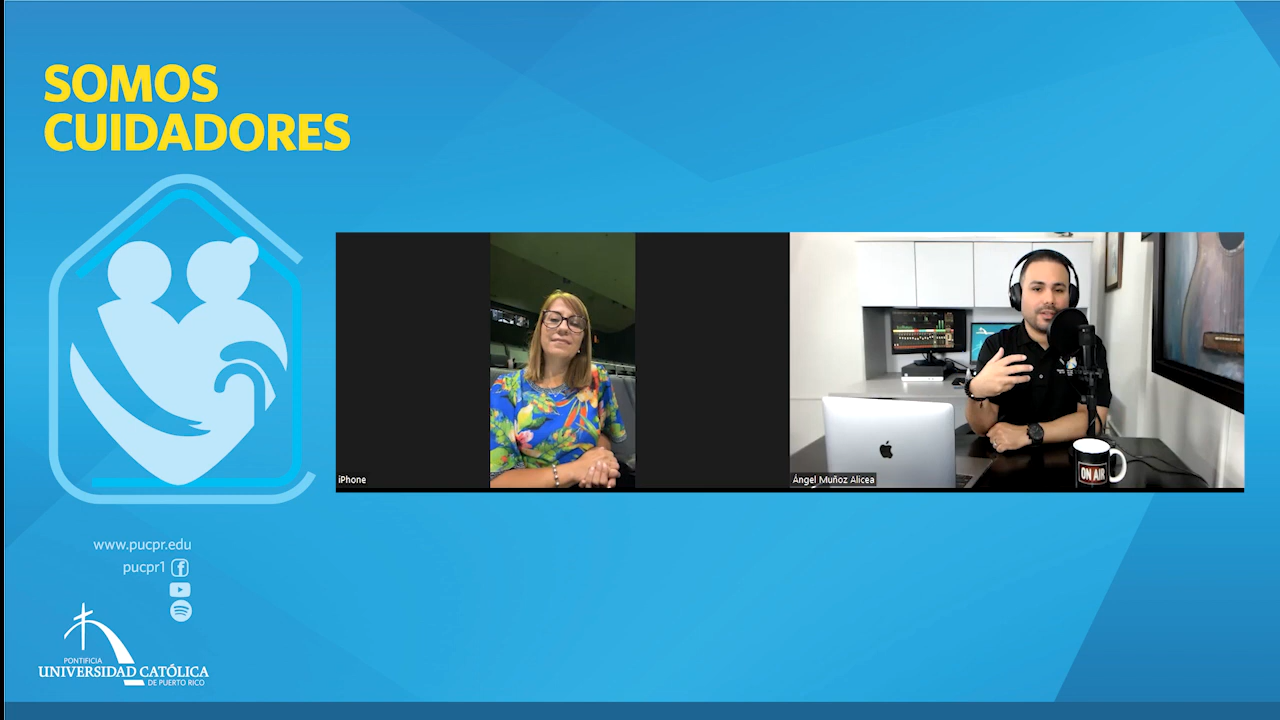 SOMOS
CUIDADORES
iPhone
Ángel Muñoz Alicea
ON AIR
www.pucpr.edu
pucpr1
PONTIFICIA
UNIVERSIDAD CATÓLICA
DE PUERTO RICO